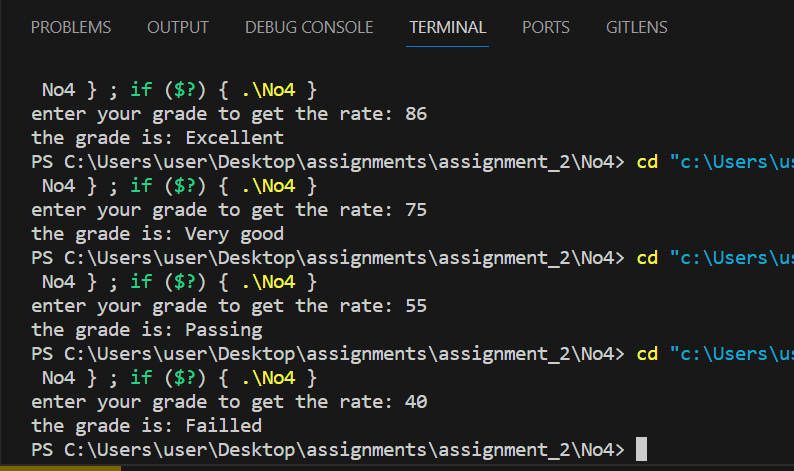 PROBLEMS OUTPUT DEBUG CONSOLE TERMINAL PORTS GITLENS
No4 } ; if ($?) { .\No4 }
enter your grade to get the rate: 86
the grade is: Excellent
PS C:\Users\user\Desktop\assignments\assignment_2\No4> cd "c:\Users\us
No4 } ; if ($?) { .\No4 }
enter your grade to get the rate: 75
the grade is: Very good
PS C:\Users\user\Desktop\assignments\assignment_2\No4> cd "c:\Users\us
No4 } ; if ($?) { .\No4 }
enter your grade to get the rate: 55
the grade is: Passing
PS C:\Users\user\Desktop\assignments\assignment_2\No4> cd "c:\Users\us
No4 } ; if ($?) { .\No4 }
enter your grade to get the rate: 40
the grade is: Failled
PS C:\Users\user\Desktop\assignments\assignment_2\No4>